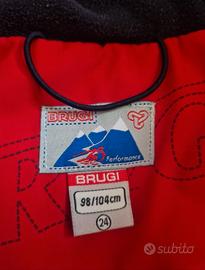 BRUGI
Performance
BRUGI
98/104cm
24
subito